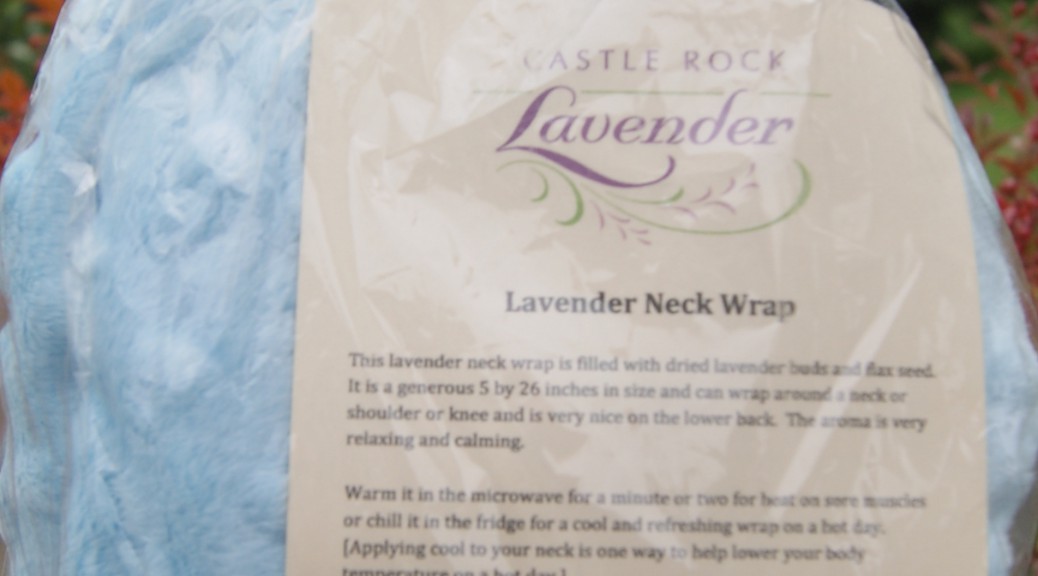 CASTLE ROCK
Lavender
Lavender Neck Wrap
This lavender neck wrap is filled with dried lavender buds and flax seed.
It is a generous 5 by 26 inches in size and can wrap around a neck or
shoulder or knee and is very nice on the lower back. The aroma is very
relaxing and calming.
Warm it in the microwave for a minute or two for heat on sore muscles
or chill it in the fridge for a cool and refreshing wrap on a hot day.
[Applying cool to your neck is one way to help lower your body
temperature on a hot day.]